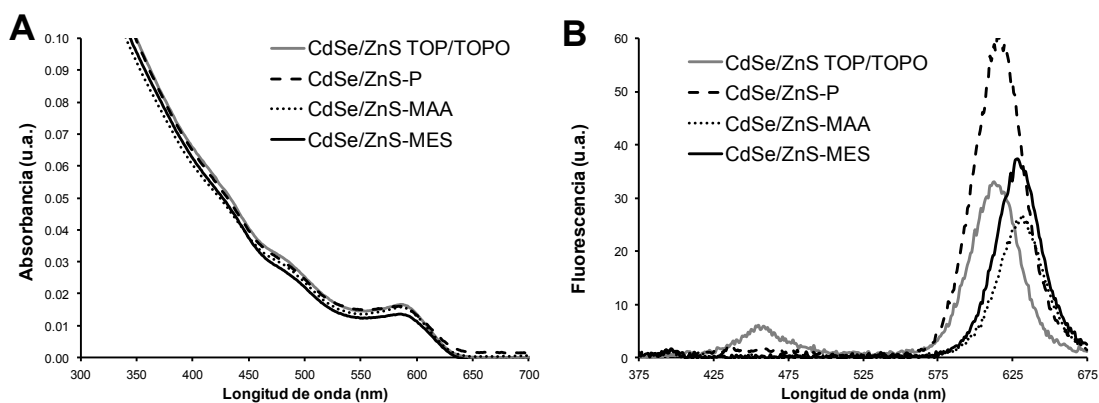 A
Absorbancia (u.a.)
0.10
0.09
0.08
0.07
0.06
0.05
0.04
0.03
0.02
0.01
0.00
300 350 400 450 500 550 600 650 700
Longitud de onda (nm)
CdSe/ZnS TOP/TOPO
CdSe/ZnS-P
CdSe/ZnS-MAA
CdSe/ZnS-MES
B
Fluorescencia (u.a.)
60
50
40
30
20
10
0
375 425 475 525 575 625 675
Longitud de onda (nm)
CdSe/ZnS TOP/TOPO
CdSe/ZnS-P
CdSe/ZnS-MAA
CdSe/ZnS-MES